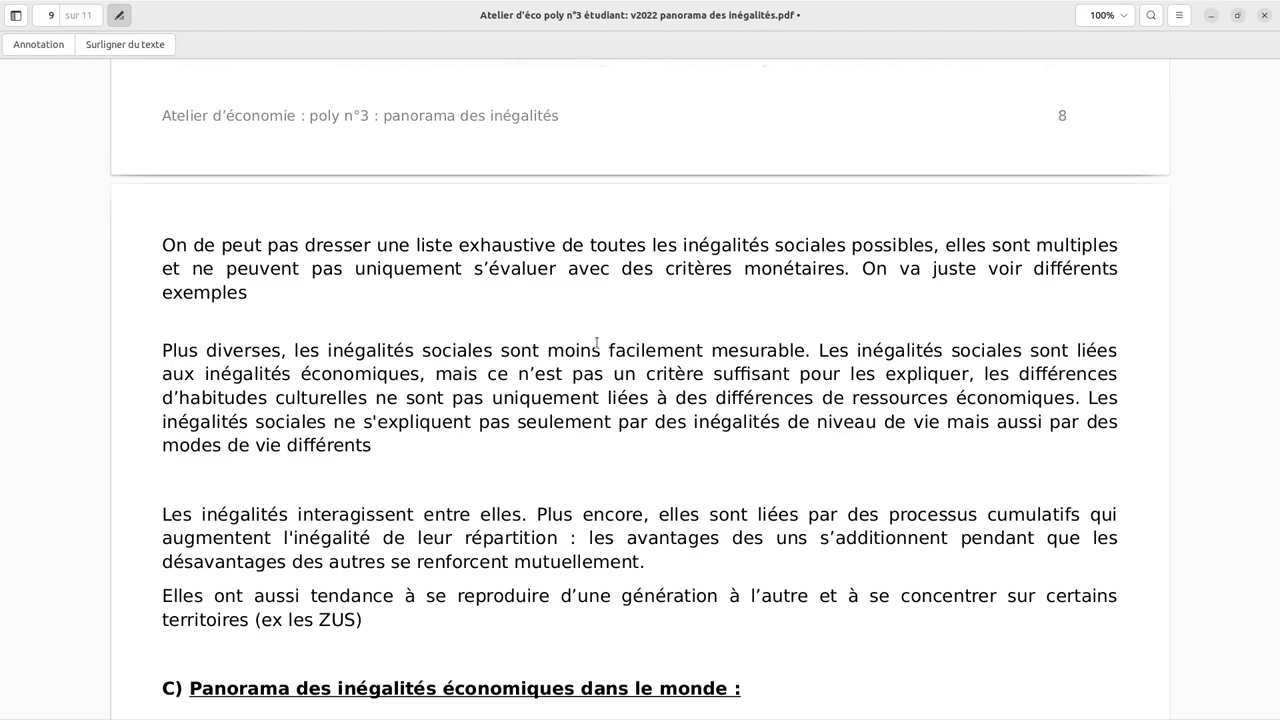 9 sur 11
Atelier d'éco poly n°3 étudiant: v2022 panorama des inégalités.pdf •
100%
Annotation Surligner du texte
Atelier d’économie : poly n°3 : panorama des inégalités 8
On de peut pas dresser une liste exhaustive de toutes les inégalités sociales possibles, elles sont multiples
et ne peuvent pas uniquement s’évaluer avec des critères monétaires. On va juste voir différents
exemples
Plus diverses, les inégalités sociales sont moins facilement mesurable. Les inégalités sociales sont liées
aux inégalités économiques, mais ce n’est pas un critère suffisant pour les expliquer, les différences
d’habitudes culturelles ne sont pas uniquement liées à des différences de ressources économiques. Les
inégalités sociales ne s'expliquent pas seulement par des inégalités de niveau de vie mais aussi par des
modes de vie différents
Les inégalités interagissent entre elles. Plus encore, elles sont liées par des processus cumulatifs qui
augmentent l'inégalité de leur répartition : les avantages des uns s’additionnent pendant que les
désavantages des autres se renforcent mutuellement.
Elles ont aussi tendance à se reproduire d’une génération à l’autre et à se concentrer sur certains
territoires (ex les ZUS)
C) Panorama des inégalités économiques dans le monde :